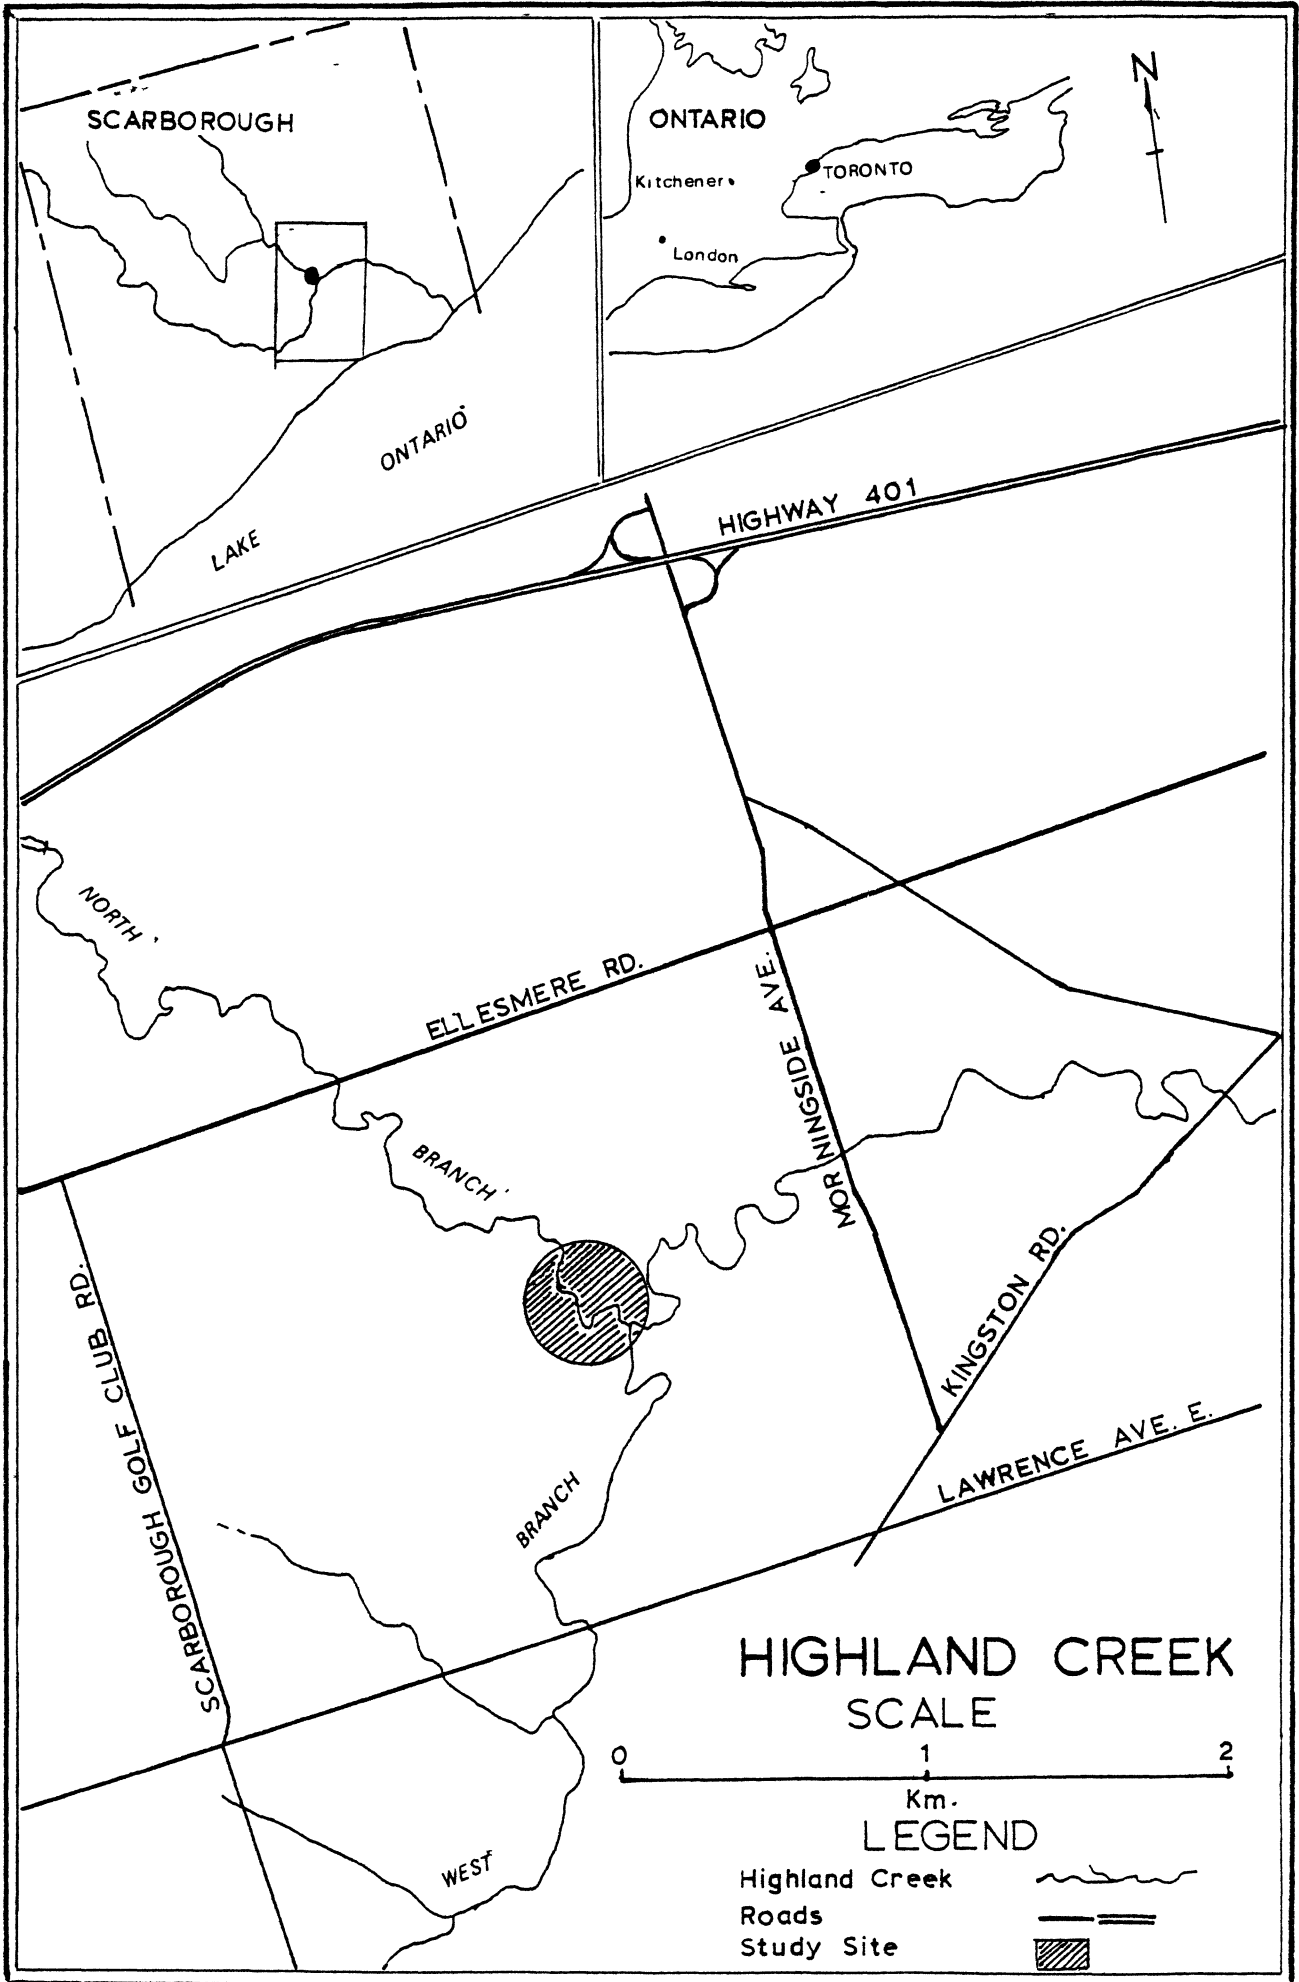 SCARBOROUGH
LAKE ONTARIO
ONTARIO
TORONTO
Kitchener
London
N
HIGHWAY 401
NORTH BRANCH
ELLESMERE RD.
MORNINGSIDE AVE.
SCARBOROUGH GOLF CLUB RD.
KINGSTON RD.
LAWRENCE AVE. E.
WEST BRANCH
HIGHLAND CREEK
SCALE
0 1 2
Km.
LEGEND
Highland Creek
Roads
Study Site